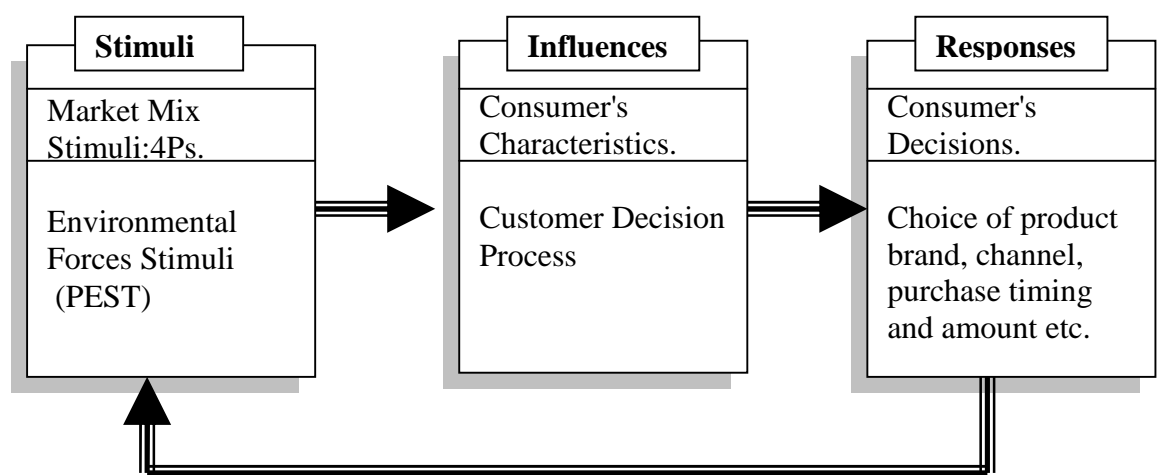 Stimuli
Market Mix
Stimuli:4Ps.
Environmental
Forces Stimuli
(PEST)
Influences
Consumer's
Characteristics.
Customer Decision
Process
Responses
Consumer's
Decisions.
Choice of product
brand, channel,
purchase timing
and amount etc.